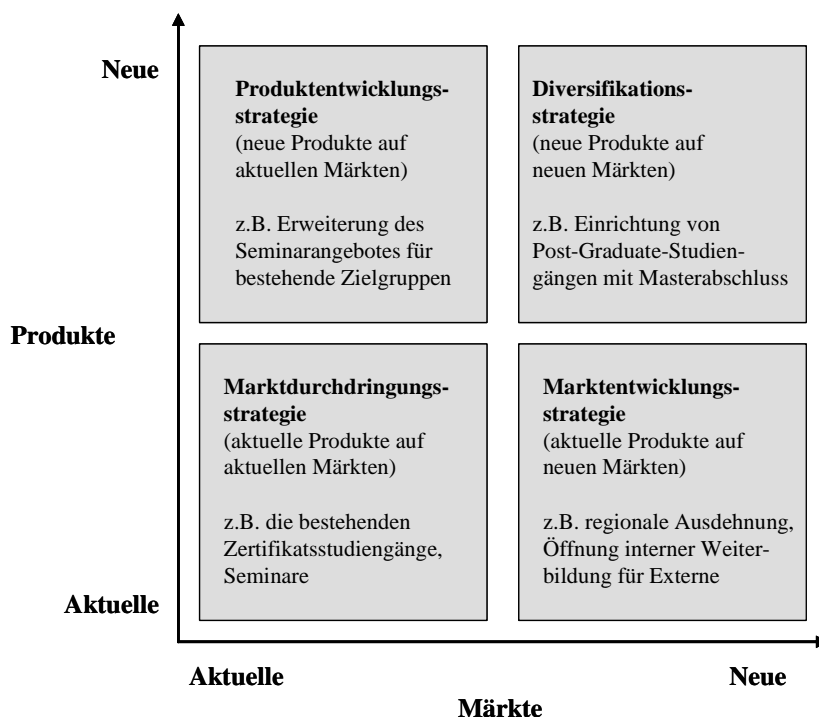 Neue
Produktentwicklungs-
strategie
(neue Produkte auf
aktuellen Märkten)
z.B. Erweiterung des
Seminarangebotes für
bestehende Zielgruppen
Diversifikations-
strategie
(neue Produkte auf
neuen Märkten)
z.B. Einrichtung von
Post-Graduate-Studien-
gängen mit Masterabschluss
Produkte
Marktdurchdringungs-
strategie
(aktuelle Produkte auf
aktuellen Märkten)
z.B. die bestehenden
Zertifikatsstudiengänge,
Seminare
Marktentwicklungs-
strategie
(aktuelle Produkte auf
neuen Märkten)
z.B. regionale Ausdehnung,
Öffnung interner Weiter-
bildung für Externe
Aktuelle
Aktuelle
Neue
Märkte